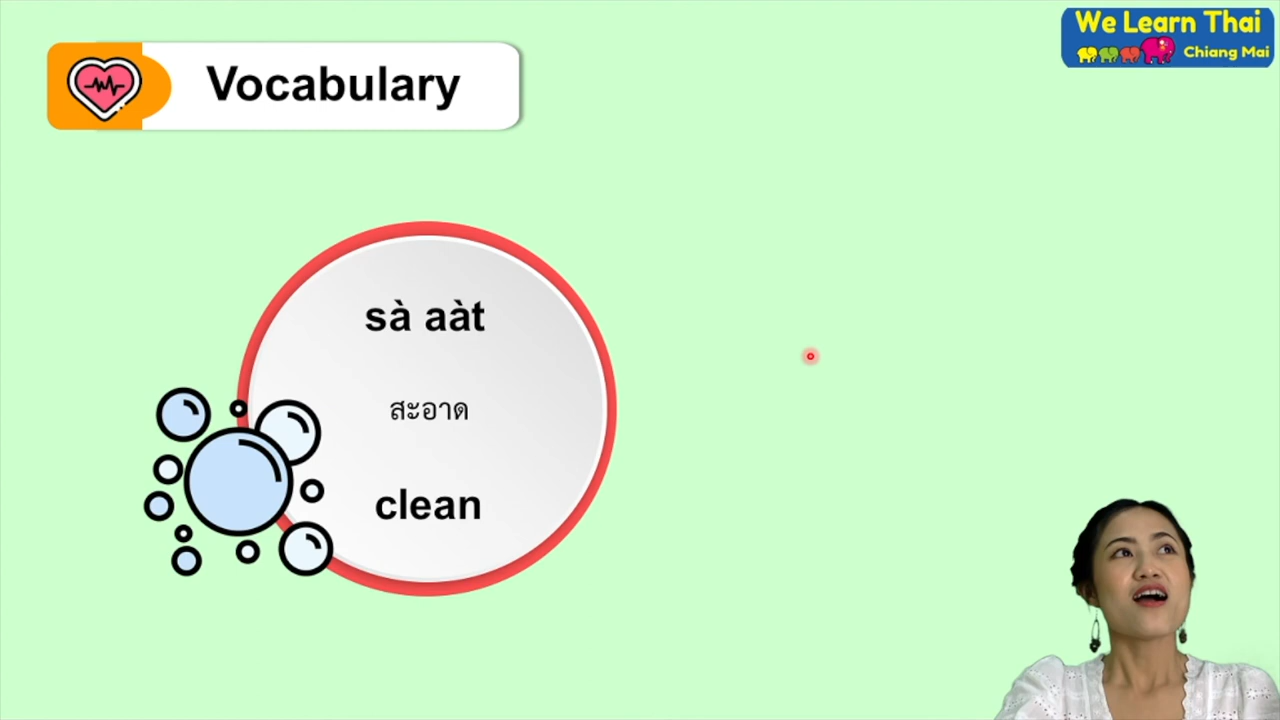 We Learn Thai
Chiang Mai
Vocabulary
sà aàt
สะอาด
clean